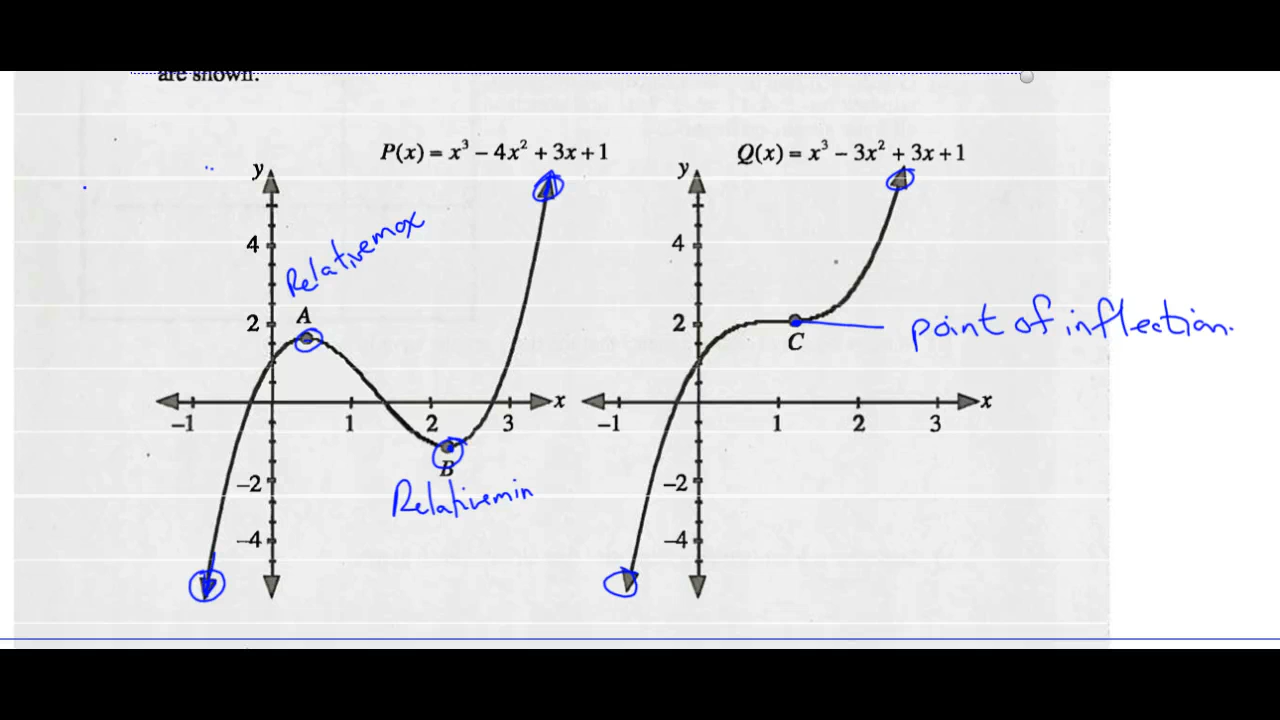 are shown.
P(x) = x³ − 4x² + 3x + 1
Q(x) = x³ − 3x² + 3x + 1
y
y
4
4
Relativemax
A
2
2
C
point of inflection.
x
x
−1
1
2
3
−1
1
2
3
B
−2
−2
Relativemin
−4
−4